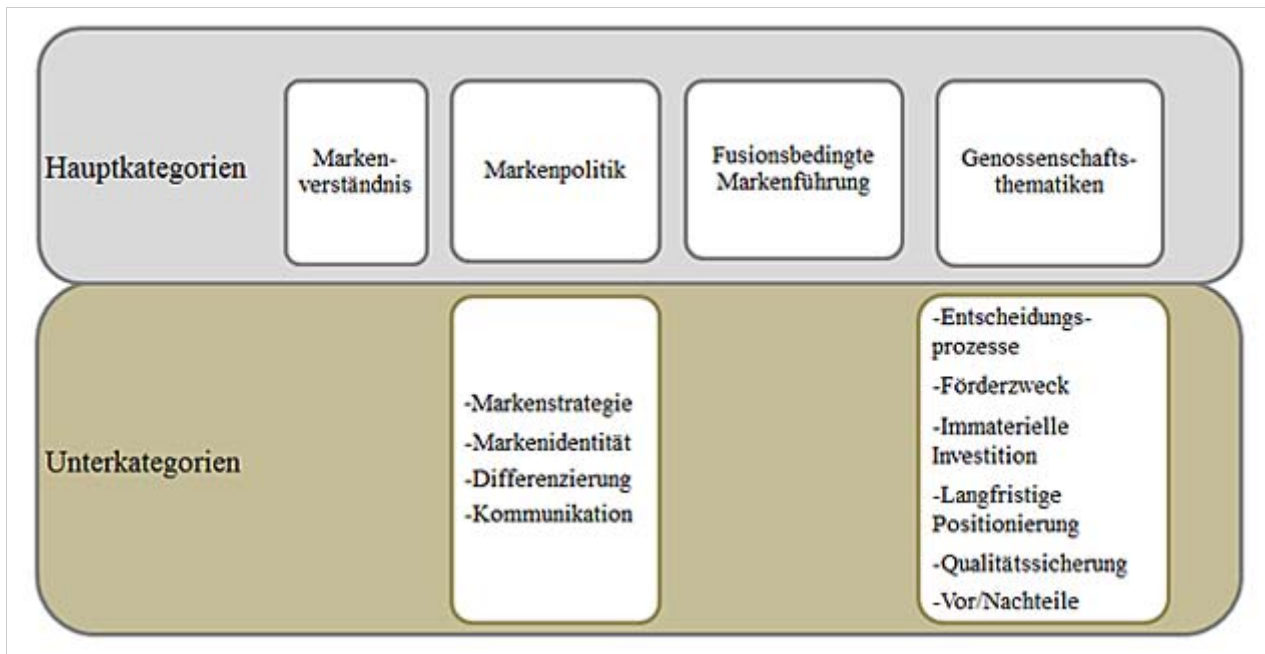 Hauptkategorien
Marken-
verständnis
Markenpolitik
Fusionsbedingte
Markenführung
Genossenschafts-
thematiken
Unterkategorien
-Markenstrategie
-Markenidentität
-Differenzierung
-Kommunikation
-Entscheidungs-
prozesse
-Förderzweck
-Immaterielle
Investition
-Langfristige
Positionierung
-Qualitätssicherung
-Vor/Nachteile